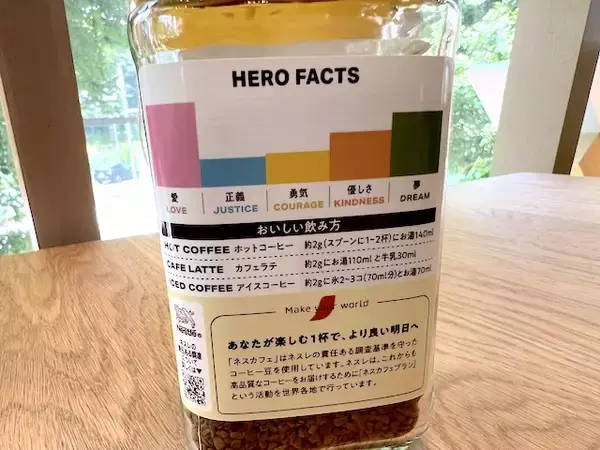 HERO FACTS
愛 正義 勇気 優しさ 夢
LOVE JUSTICE COURAGE KINDNESS DREAM
おいしい飲み方
HOT COFFEE ホットコーヒー 約2g(スプーンに1~2杯)にお湯140ml
CAFE LATTE カフェラテ 約2gにお湯110mlと牛乳30ml
ICED COFFEE アイスコーヒー 約2gに氷2~3コ(70ml分)とお湯70ml
Make your world
あなたが楽しむ1杯で、より良い明日へ
「ネスカフェ」はネスレの責任ある調査基準を守った
コーヒー豆を使用しています。ネスレは、これからも
高品質なコーヒーをお届けするために「ネスカフェプラン」
という活動を世界各地で行っています。
Nestlé
ネスレの